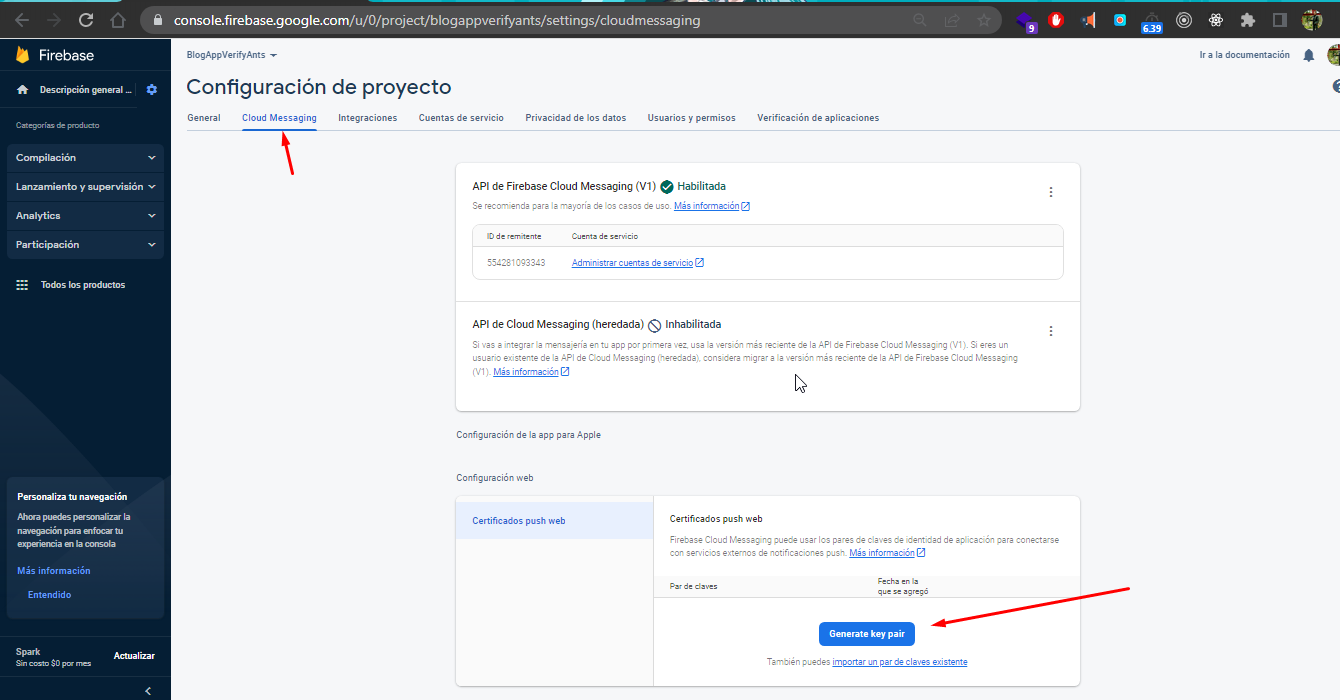 console.firebase.google.com/u/0/project/blogappverifyants/settings/cloudmessaging
9
6.39
Firebase
BlogAppVerifyAnts
Ir a la documentación
Descripción general ...
Configuración de proyecto
General
Cloud Messaging
Integraciones
Cuentas de servicio
Privacidad de los datos
Usuarios y permisos
Verificación de aplicaciones
Categorías de producto
Compilación
Lanzamiento y supervisión
Analytics
Participación
Todos los productos
API de Firebase Cloud Messaging (V1) Habilitada
Se recomienda para la mayoría de los casos de uso. Más información
ID de remitente
Cuenta de servicio
554281093343
Administrar cuentas de servicio
API de Cloud Messaging (heredada) Inhabilitada
Si vas a integrar la mensajería en tu app por primera vez, usa la versión más reciente de la API de Firebase Cloud Messaging (V1). Si eres un
usuario existente de la API de Cloud Messaging (heredada), considera migrar a la versión más reciente de la API de Firebase Cloud Messaging
(V1). Más información
Configuración de la app para Apple
Configuración web
Certificados push web
Certificados push web
Firebase Cloud Messaging puede usar los pares de claves de identidad de aplicación para conectarse
con servicios externos de notificaciones push. Más información
Par de claves
Fecha en la
que se agregó
Generate key pair
También puedes importar un par de claves existente
Personaliza tu navegación
Ahora puedes personalizar la
navegación para enfocar tu
experiencia en la consola
Más información
Entendido
Spark
Sin costo $0 por mes
Actualizar